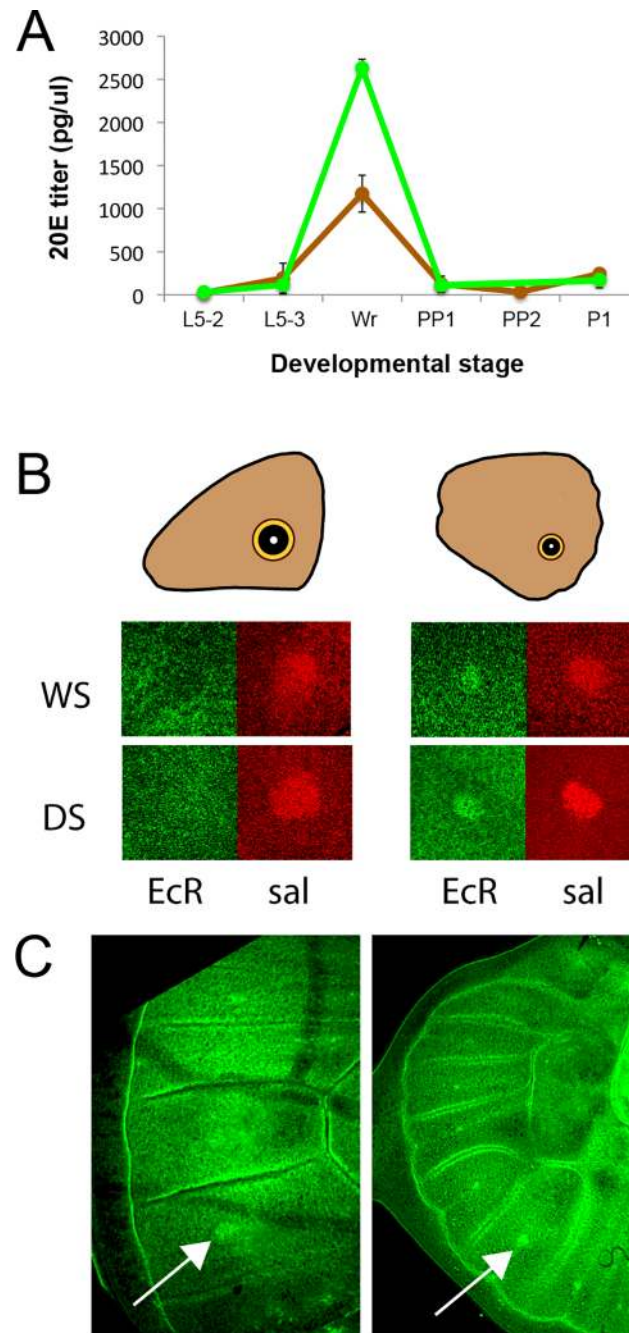 A
3000
2500
2000
1500
1000
500
0
20E titer (pg/ul)
L5-2 L5-3 Wr PP1 PP2 P1
Developmental stage
B
WS
DS
EcR sal EcR sal
C